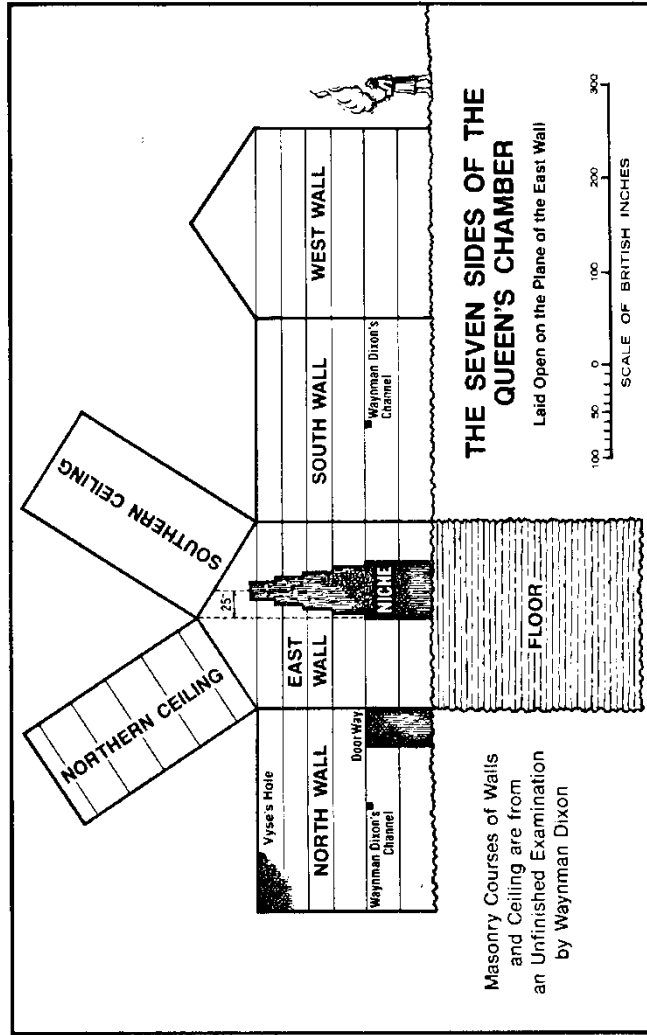 SOUTHERN CEILING
NORTHERN CEILING
25"
Vyse's Hole
NORTH WALL
Door Way
Waynman Dixon's
Channel
EAST
WALL
NICHE
SOUTH WALL
Waynman Dixon's
Channel
WEST WALL
FLOOR
Masonry Courses of Walls
and Ceiling are from
an Unfinished Examination
by Waynman Dixon
THE SEVEN SIDES OF THE
QUEEN'S CHAMBER
Laid Open on the Plane of the East Wall
100 50 0 100 200 300
SCALE OF BRITISH INCHES